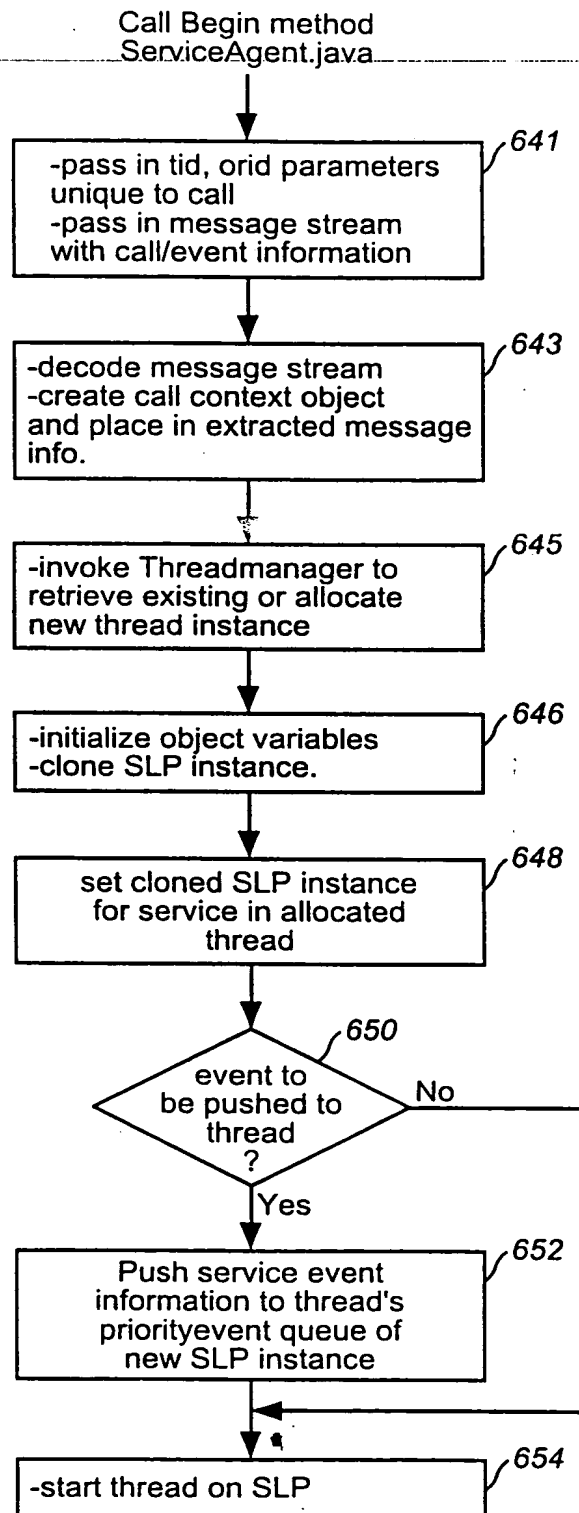 Call Begin method
ServiceAgent.java
641
-pass in tid, orid parameters
unique to call
-pass in message stream
with call/event information
643
-decode message stream
-create call context object
and place in extracted message
info.
645
-invoke Threadmanager to
retrieve existing or allocate
new thread instance
646
-initialize object variables
-clone SLP instance.
648
set cloned SLP instance
for service in allocated
thread
650
event to
be pushed to
thread
?
No
Yes
652
Push service event
information to thread's
priorityevent queue of
new SLP instance
654
-start thread on SLP